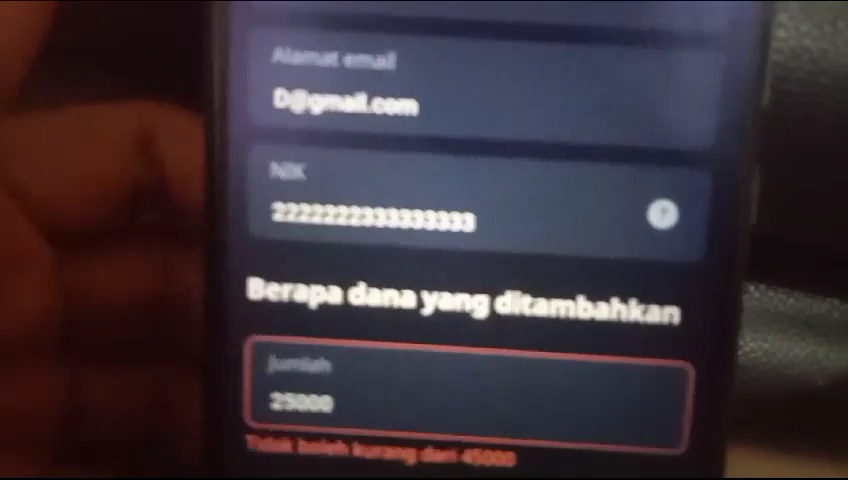 Alamat email
D@gmail.com
NIK
2222222333333333
?
Berapa dana yang ditambahkan
Jumlah
25000
Tidak boleh kurang dari 45000